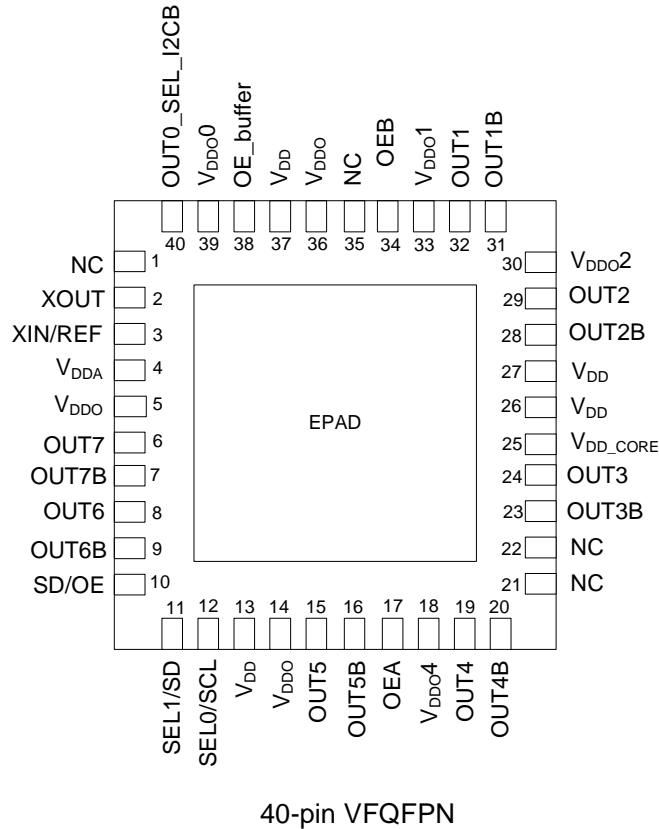 OUT0_SEL_I2CB
VDDO0
OE_buffer
VDD
VDDO
NC
OEB
VDDO1
OUT1
OUT1B
40 39 38 37 36 35 34 33 32 31
NC 1
XOUT 2
XIN/REF 3
VDDA 4
VDDO 5
OUT7 6
OUT7B 7
OUT6 8
OUT6B 9
SD/OE 10
EPAD
30 VDDO2
29 OUT2
28 OUT2B
27 VDD
26 VDD
25 VDD_CORE
24 OUT3
23 OUT3B
22 NC
21 NC
11 12 13 14 15 16 17 18 19 20
SEL1/SD
SEL0/SCL
VDD
VDDO
OUT5
OUT5B
OEA
VDDO4
OUT4
OUT4B
40-pin VFQFPN